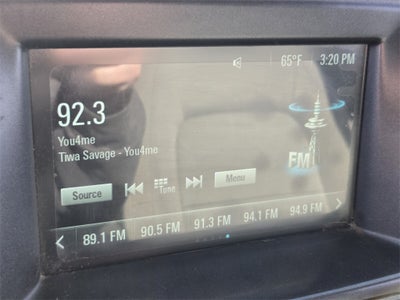 65°F 3:20 PM
92.3
You4me
Tiwa Savage - You4me
FM
Source Tune Menu
89.1 FM 90.5 FM 91.3 FM 94.1 FM 94.9 FM